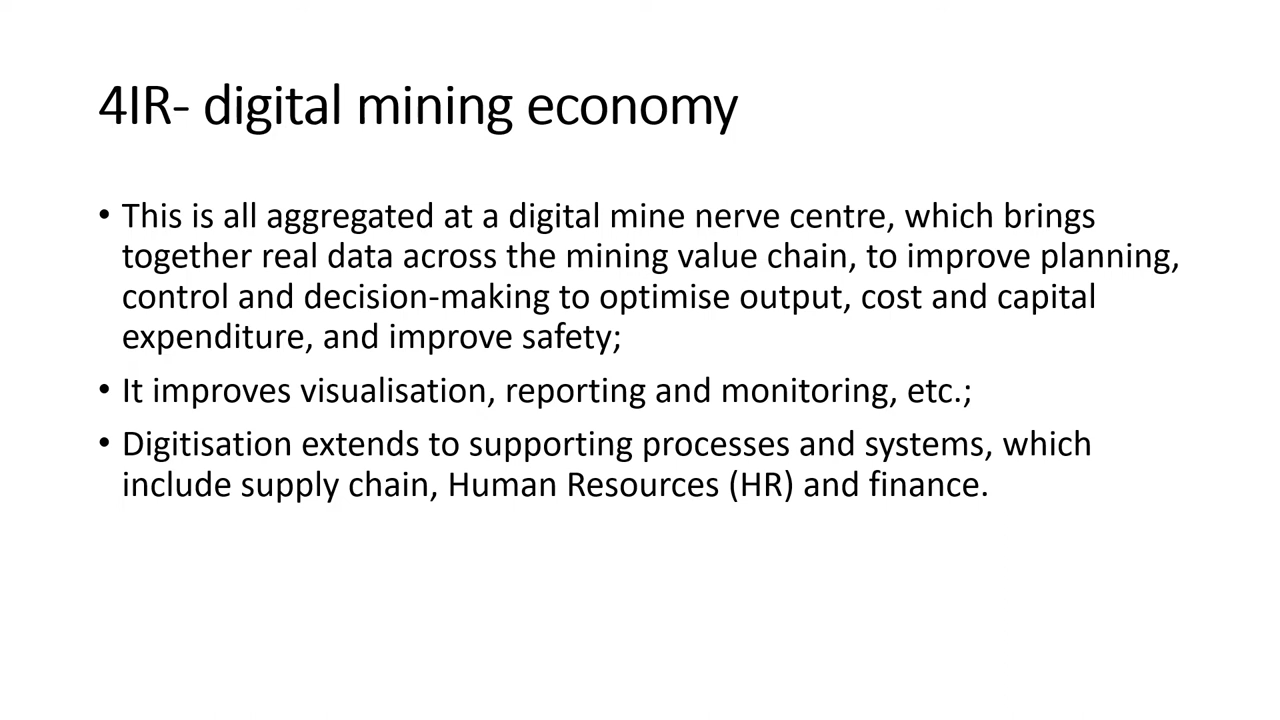 4IR- digital mining economy
• This is all aggregated at a digital mine nerve centre, which brings
together real data across the mining value chain, to improve planning,
control and decision-making to optimise output, cost and capital
expenditure, and improve safety;
• It improves visualisation, reporting and monitoring, etc.;
• Digitisation extends to supporting processes and systems, which
include supply chain, Human Resources (HR) and finance.